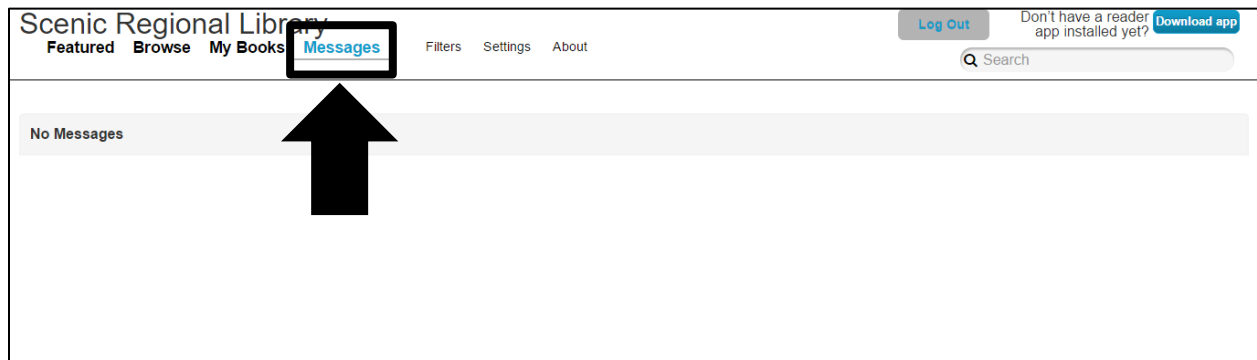 Scenic Regional Library
Featured Browse My Books Messages Filters Settings About
Log Out
Don't have a reader
app installed yet?
Download app
Search
No Messages